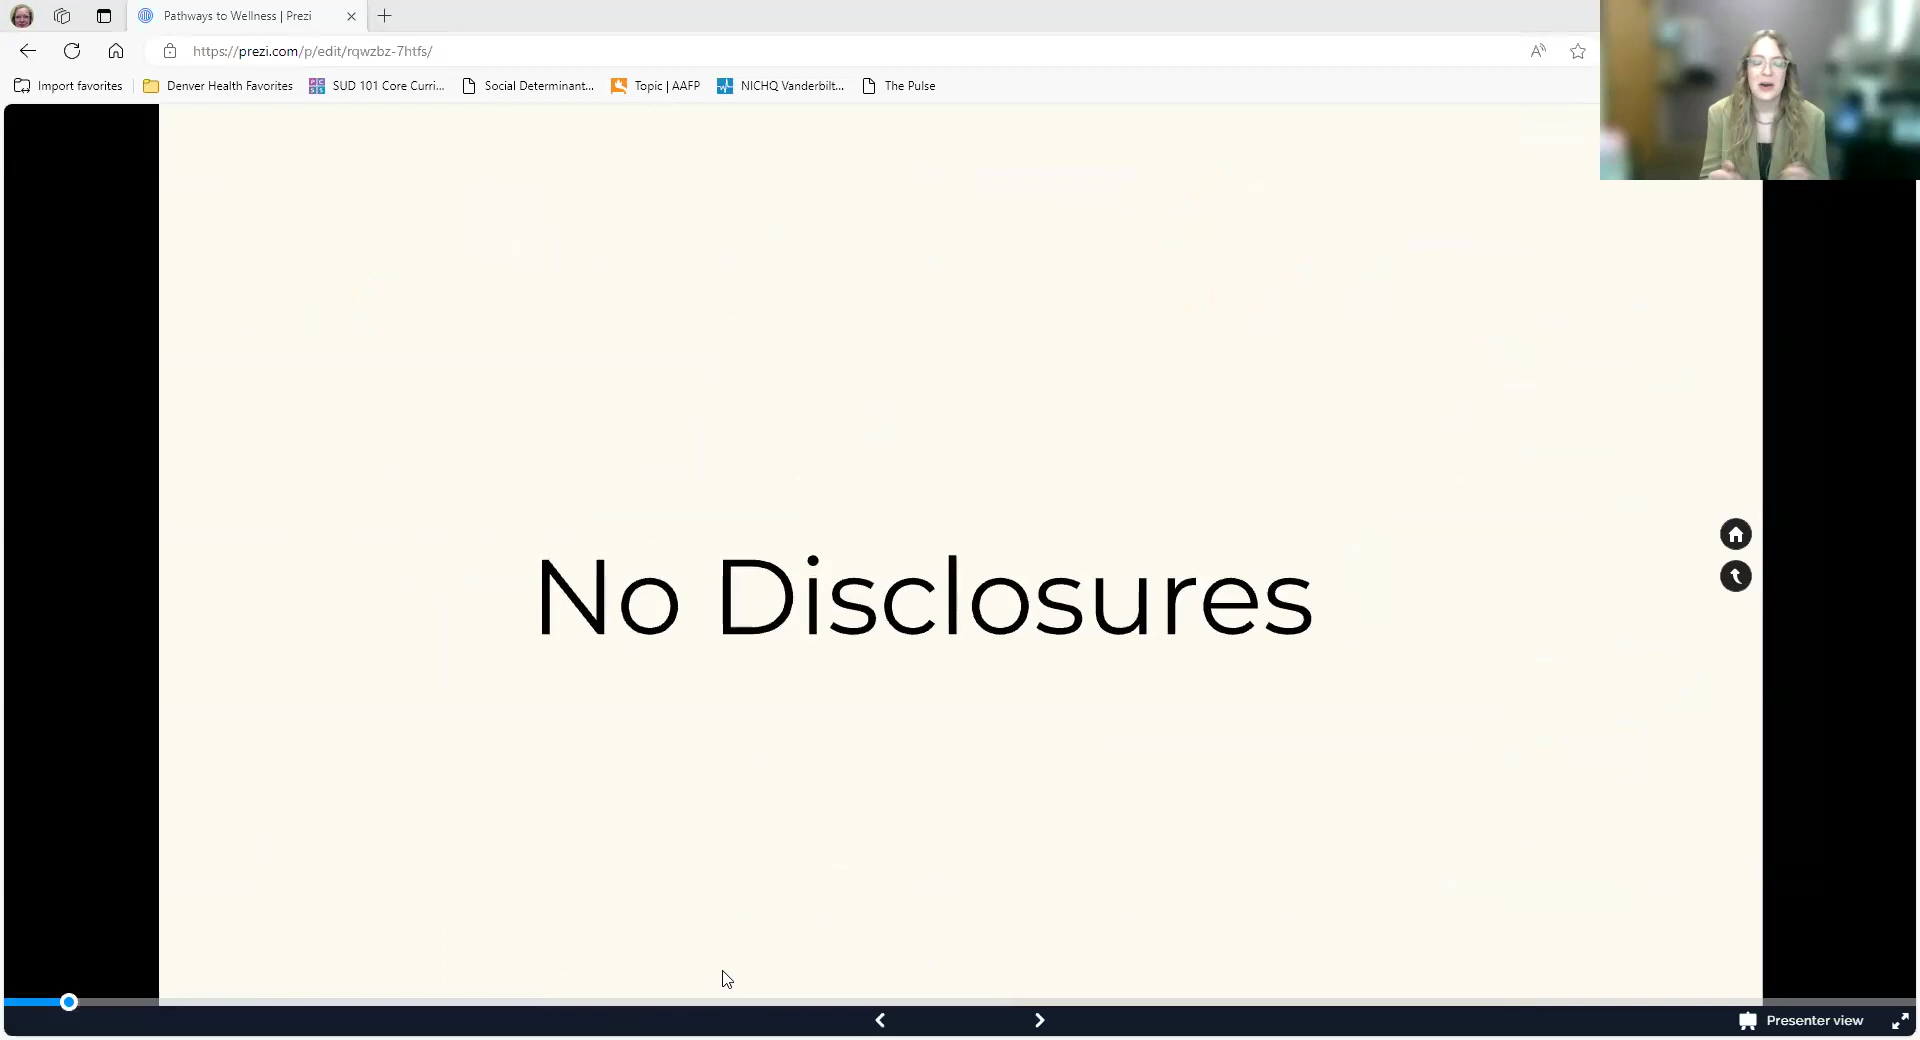 Pathways to Wellness | Prezi
https://prezi.com/p/edit/rqwzbz-7htfs/
Import favorites
Denver Health Favorites
SUD 101 Core Curri...
Social Determinant...
Topic | AAFP
NICHQ Vanderbilt...
The Pulse
No Disclosures
Presenter view